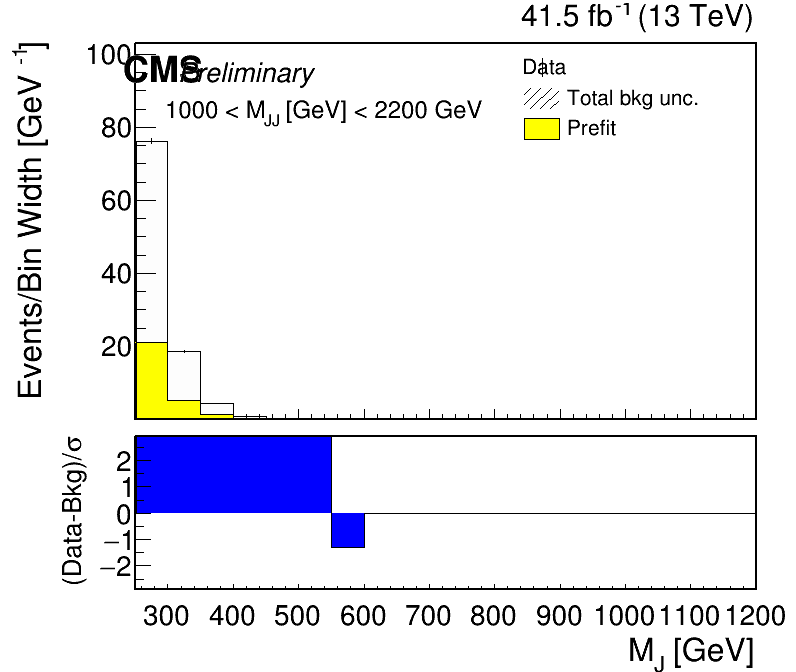 41.5 fb⁻¹ (13 TeV)
CMS Preliminary
1000 < M_JJ [GeV] < 2200 GeV
Data
Total bkg unc.
Prefit
Events/Bin Width [GeV⁻¹]
100
80
60
40
20
(Data-Bkg)/σ
2
1
0
−1
−2
300 400 500 600 700 800 900 1000 1100 1200
M_J [GeV]